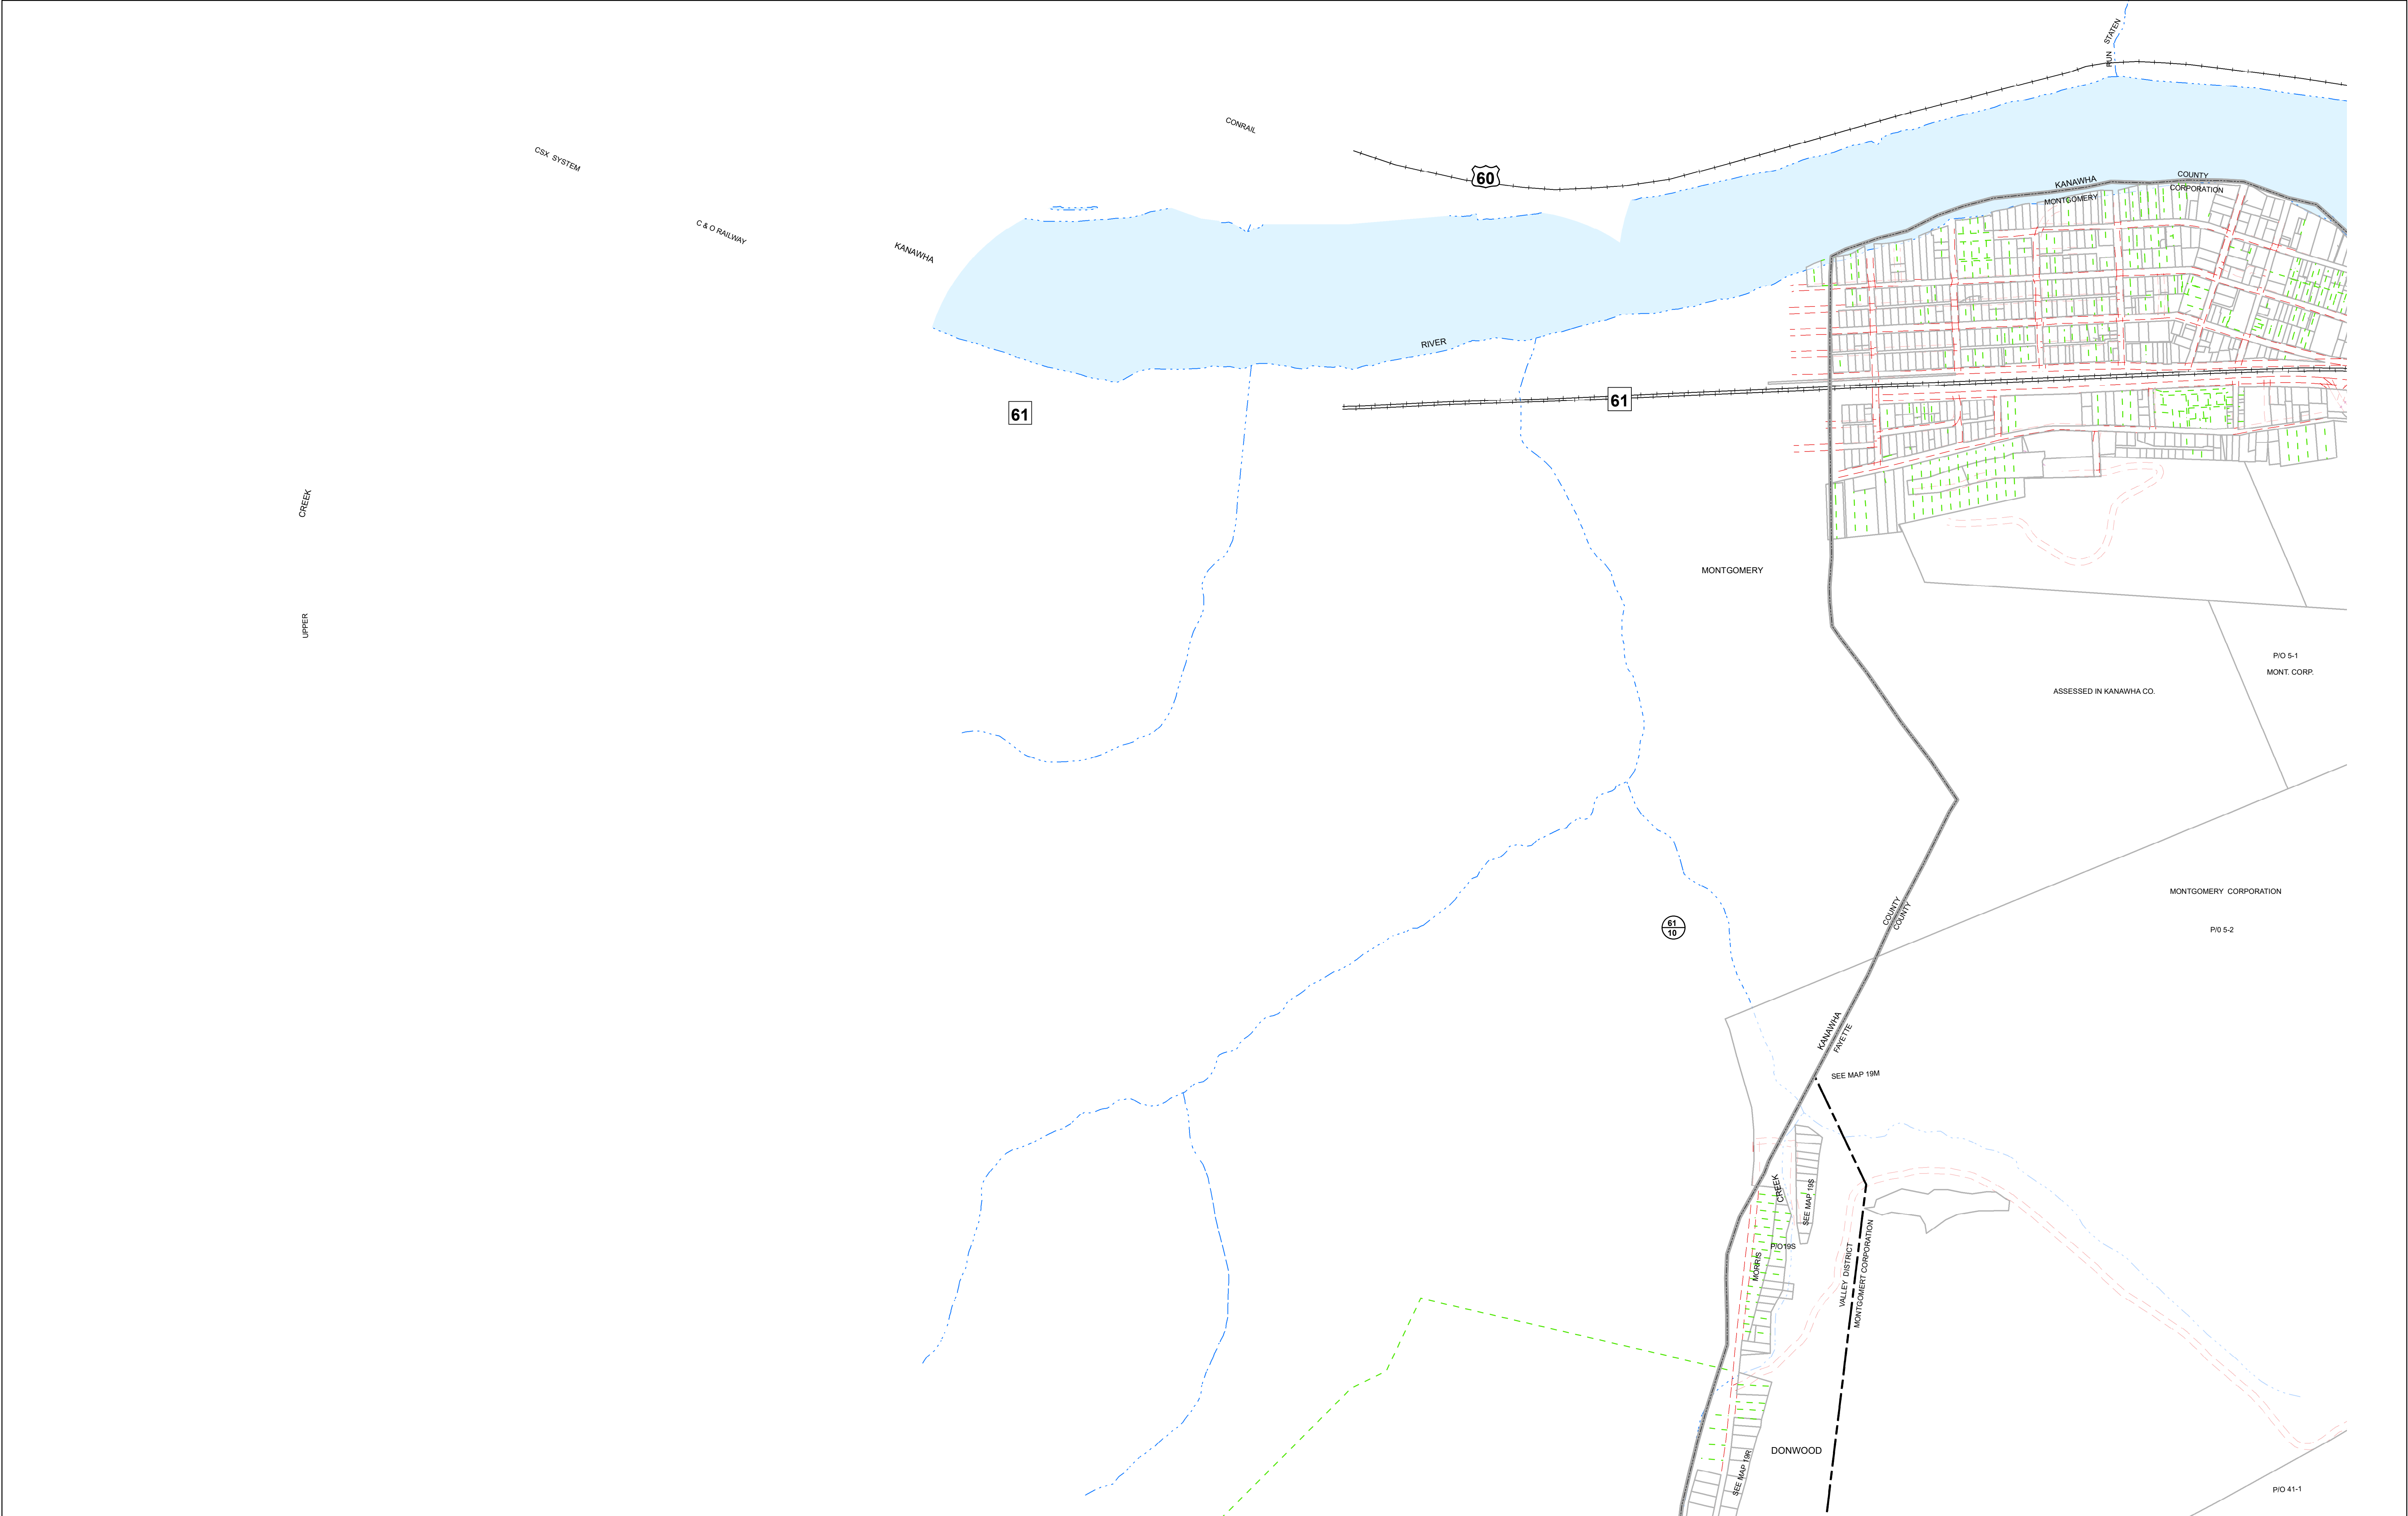 STATEN
RUN
CONRAIL
CSX SYSTEM
60
COUNTY
KANAWHA
CORPORATION
MONTGOMERY
C & O RAILWAY
KANAWHA
RIVER
61
61
CREEK
MONTGOMERY
UPPER
P/O 5-1
MONT. CORP.
ASSESSED IN KANAWHA CO.
MONTGOMERY CORPORATION
COUNTY
COUNTY
61
10
P/0 5-2
KANAWHA
FAYETTE
SEE MAP 19M
CREEK
SEE MAP 19S
P/O19S
MORRIS
VALLEY DISTRICT
MONTGOMERT CORPORATION
DONWOOD
SEE MAP 19R
P/O 41-1